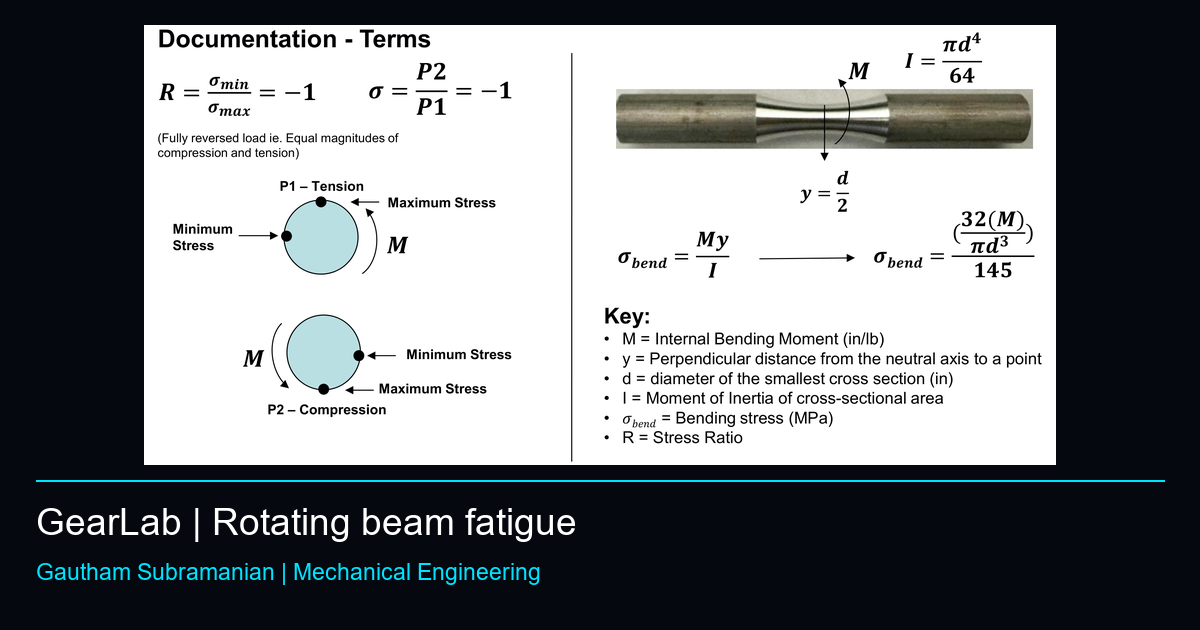 Documentation - Terms
R = σmin / σmax = −1
σ = P2 / P1 = −1
(Fully reversed load ie. Equal magnitudes of
compression and tension)
P1 – Tension
Maximum Stress
Minimum
Stress
M
M
Minimum Stress
Maximum Stress
P2 – Compression
M
I = πd⁴ / 64
y = d / 2
σbend = My / I
σbend = (32(M) / πd³) / 145
Key:
• M = Internal Bending Moment (in/lb)
• y = Perpendicular distance from the neutral axis to a point
• d = diameter of the smallest cross section (in)
• I = Moment of Inertia of cross-sectional area
• σbend = Bending stress (MPa)
• R = Stress Ratio
GearLab | Rotating beam fatigue
Gautham Subramanian | Mechanical Engineering